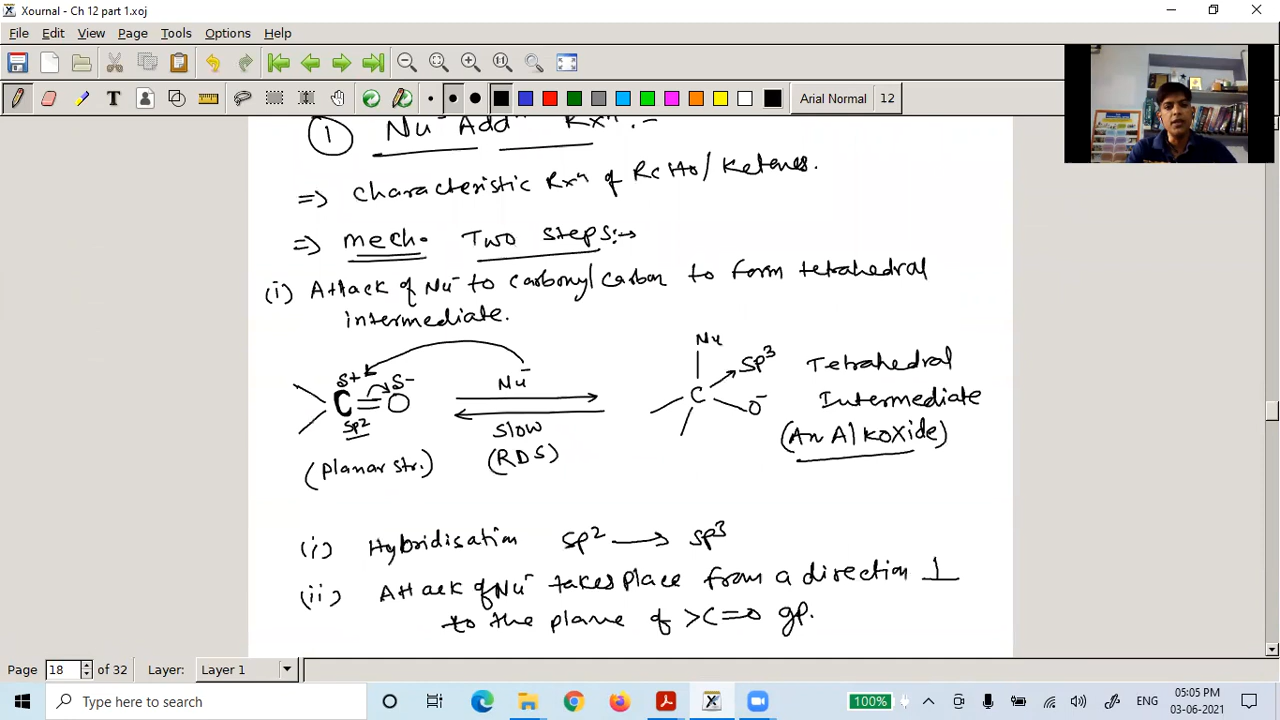 Xournal - Ch 12 part 1.xoj
File Edit View Page Tools Options Help
Arial Normal 12
① Nu⁻ Addⁿ Rxⁿ :-
=> Characteristic Rxⁿ of RCHO/Ketones.
=> mech. Two steps:→
(i) Attack of Nu⁻ to carbonyl carbon to form tetrahedral
intermediate.
Nu
S+ S- sp³ Tetrahedral
C=O Nu⁻ C O⁻ Intermediate
sp² slow (An Alkoxide)
(Planar str.) (RDS)
(i) Hybridisation sp² → sp³
(ii) Attack of Nu⁻ takes place from a direction ⊥
to the plane of >C=O gp.
Page 18 of 32 Layer: Layer 1
Type here to search
100% ENG 05:05 PM
03-06-2021